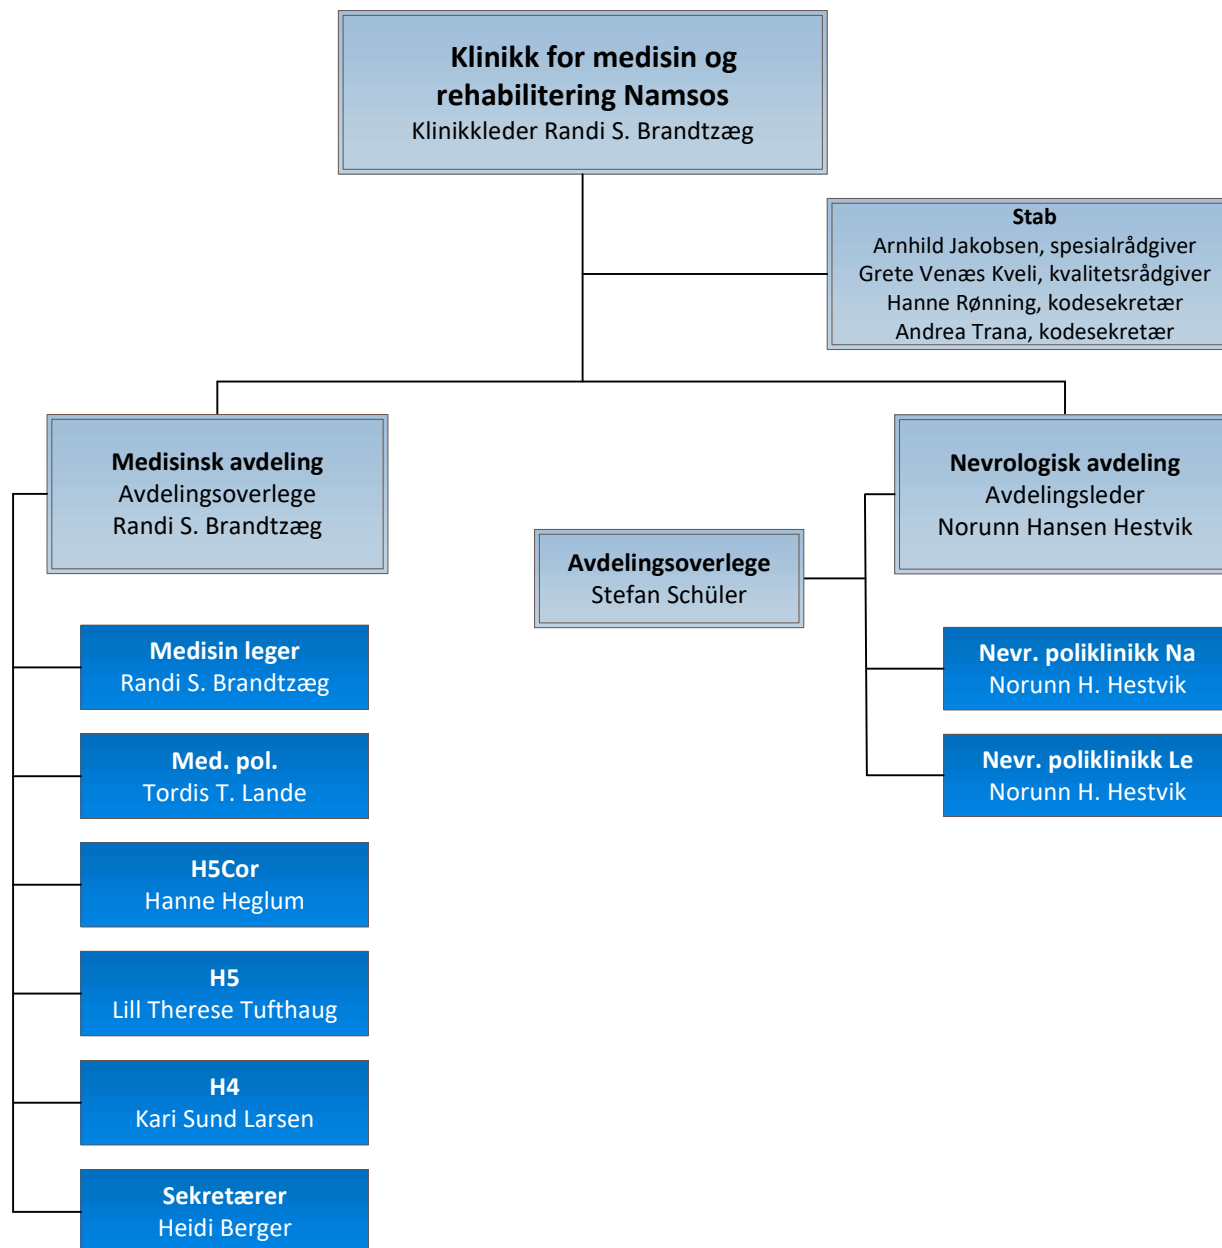 Klinikk for medisin og
rehabilitering Namsos
Klinikkleder Randi S. Brandtzæg
Stab
Arnhild Jakobsen, spesialrådgiver
Grete Venæs Kveli, kvalitetsrådgiver
Hanne Rønning, kodesekretær
Andrea Trana, kodesekretær
Medisinsk avdeling
Avdelingsoverlege
Randi S. Brandtzæg
Nevrologisk avdeling
Avdelingsleder
Norunn Hansen Hestvik
Avdelingsoverlege
Stefan Schüler
Medisin leger
Randi S. Brandtzæg
Med. pol.
Tordis T. Lande
H5Cor
Hanne Heglum
H5
Lill Therese Tufthaug
H4
Kari Sund Larsen
Sekretærer
Heidi Berger
Nevr. poliklinikk Na
Norunn H. Hestvik
Nevr. poliklinikk Le
Norunn H. Hestvik